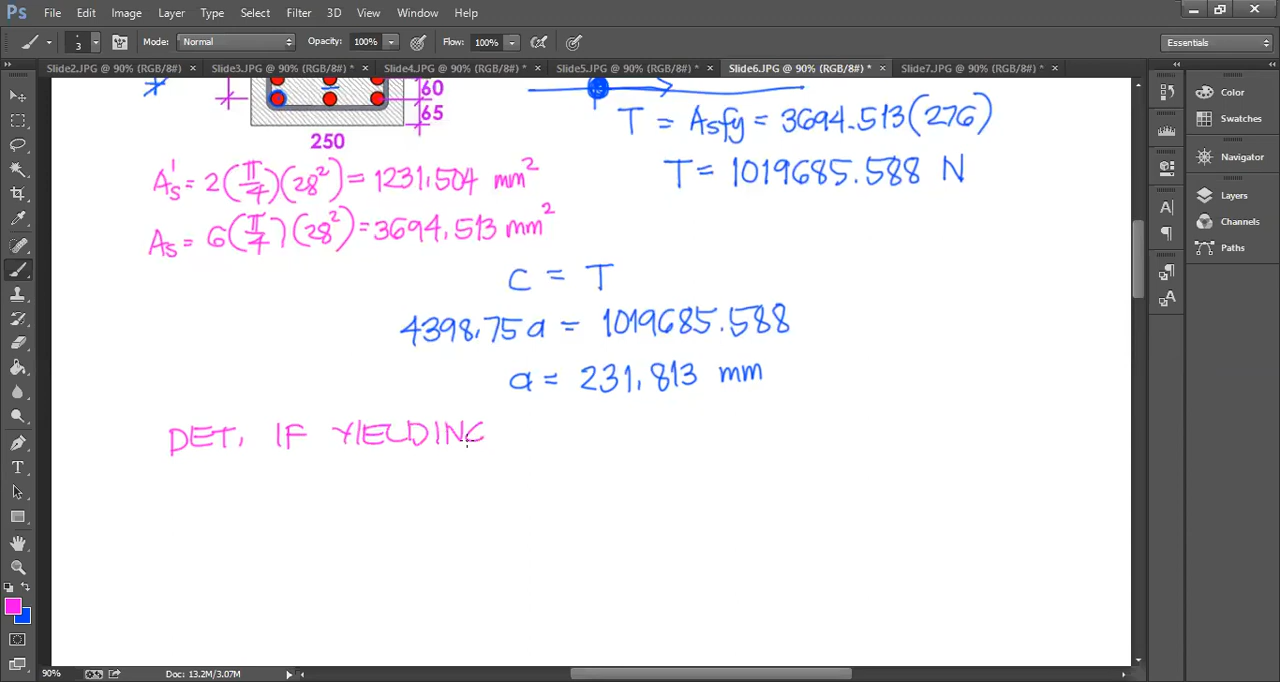 Ps File Edit Image Layer Type Select Filter 3D View Window Help
3 Mode: Normal Opacity: 100% Flow: 100% Essentials
Slide2.JPG @ 90% (RGB/8#) × Slide3.JPG @ 90% (RGB/8#) * × Slide4.JPG @ 90% (RGB/8#) * × Slide5.JPG @ 90% (RGB/8#) * × Slide6.JPG @ 90% (RGB/8#) * × Slide7.JPG @ 90% (RGB/8#) * ×
60
65
250
T = Asfy = 3694.513(276)
T = 1019685.588 N
As' = 2(π/4)(28²) = 1231.504 mm²
As = 6(π/4)(28²) = 3694.513 mm²
C = T
4398.75a = 1019685.588
a = 231.813 mm
DET. IF YIELDING
Color
Swatches
Navigator
Layers
Channels
Paths
90% Doc: 13.2M/3.07M